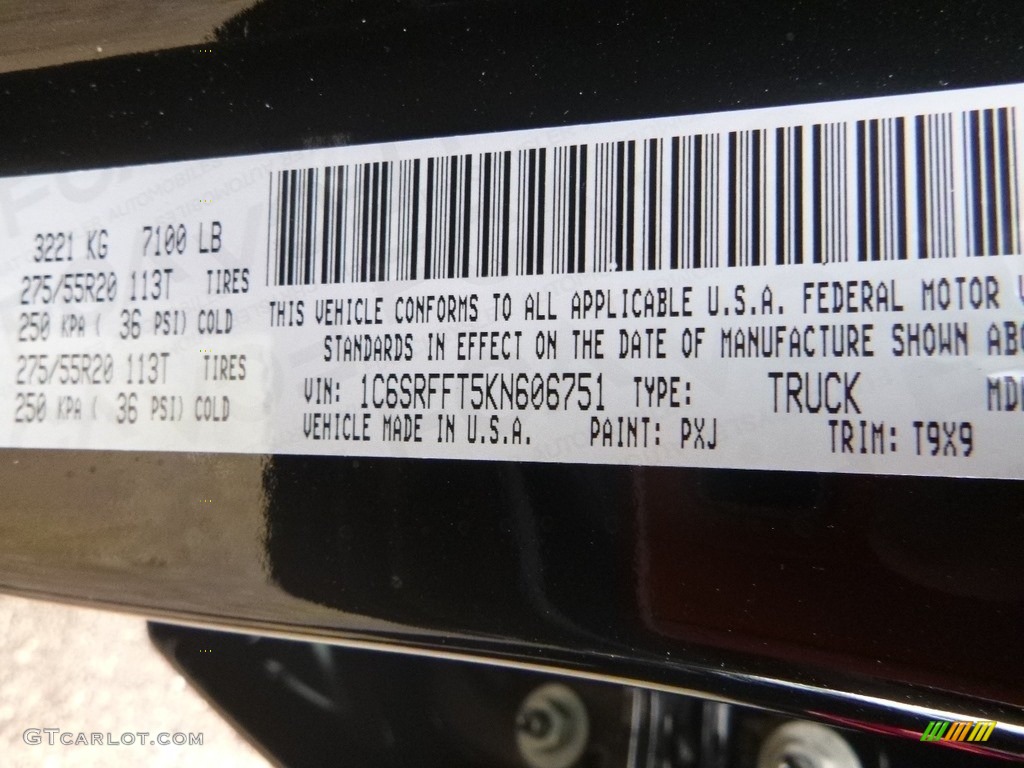 3221 KG 7100 LB
275/55R20 113T TIRES
250 KPA ( 36 PSI) COLD
275/55R20 113T TIRES
250 KPA ( 36 PSI) COLD
THIS VEHICLE CONFORMS TO ALL APPLICABLE U.S.A. FEDERAL MOTOR V
STANDARDS IN EFFECT ON THE DATE OF MANUFACTURE SHOWN ABO
VIN: 1C6SRFFT5KN606751 TYPE: TRUCK MDH
VEHICLE MADE IN U.S.A. PAINT: PXJ TRIM: T9X9
GTCARLOT.COM